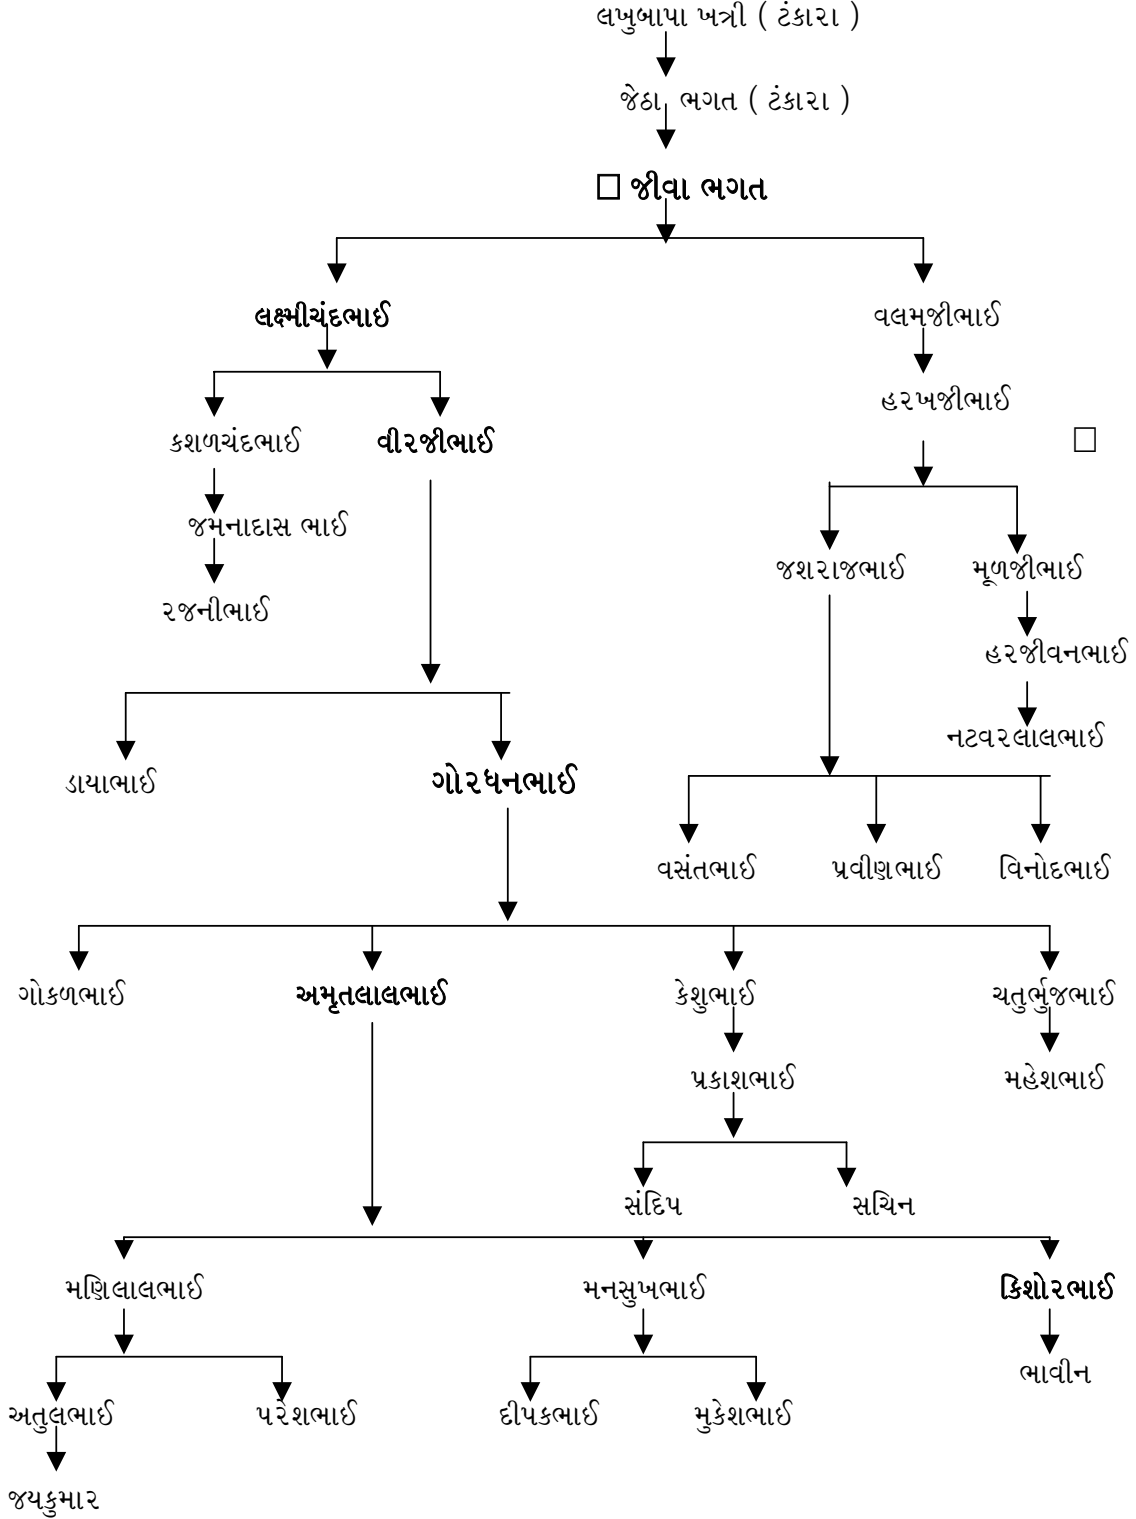 લખુબાપા ખત્રી ( ટંકારા )
જેઠા ભગત ( ટંકારા )
જીવા ભગત
લક્ષ્મીચંદભાઈ વલમજીભાઈ
હરખજીભાઈ
કશળચંદભાઈ વીરજીભાઈ
જમનાદાસ ભાઈ
જશરાજભાઈ મૂળજીભાઈ
રજનીભાઈ
હરજીવનભાઈ
નટવરલાલભાઈ
ડાયાભાઈ ગોરધનભાઈ
વસંતભાઈ પ્રવીણભાઈ વિનોદભાઈ
ગોકળભાઈ અમૃતલાલભાઈ કેશુભાઈ ચતુર્ભુજભાઈ
પ્રકાશભાઈ મહેશભાઈ
સંદિપ સચિન
મણિલાલભાઈ મનસુખભાઈ કિશોરભાઈ
ભાવીન
અતુલભાઈ પરેશભાઈ દીપકભાઈ મુકેશભાઈ
જયકુમાર